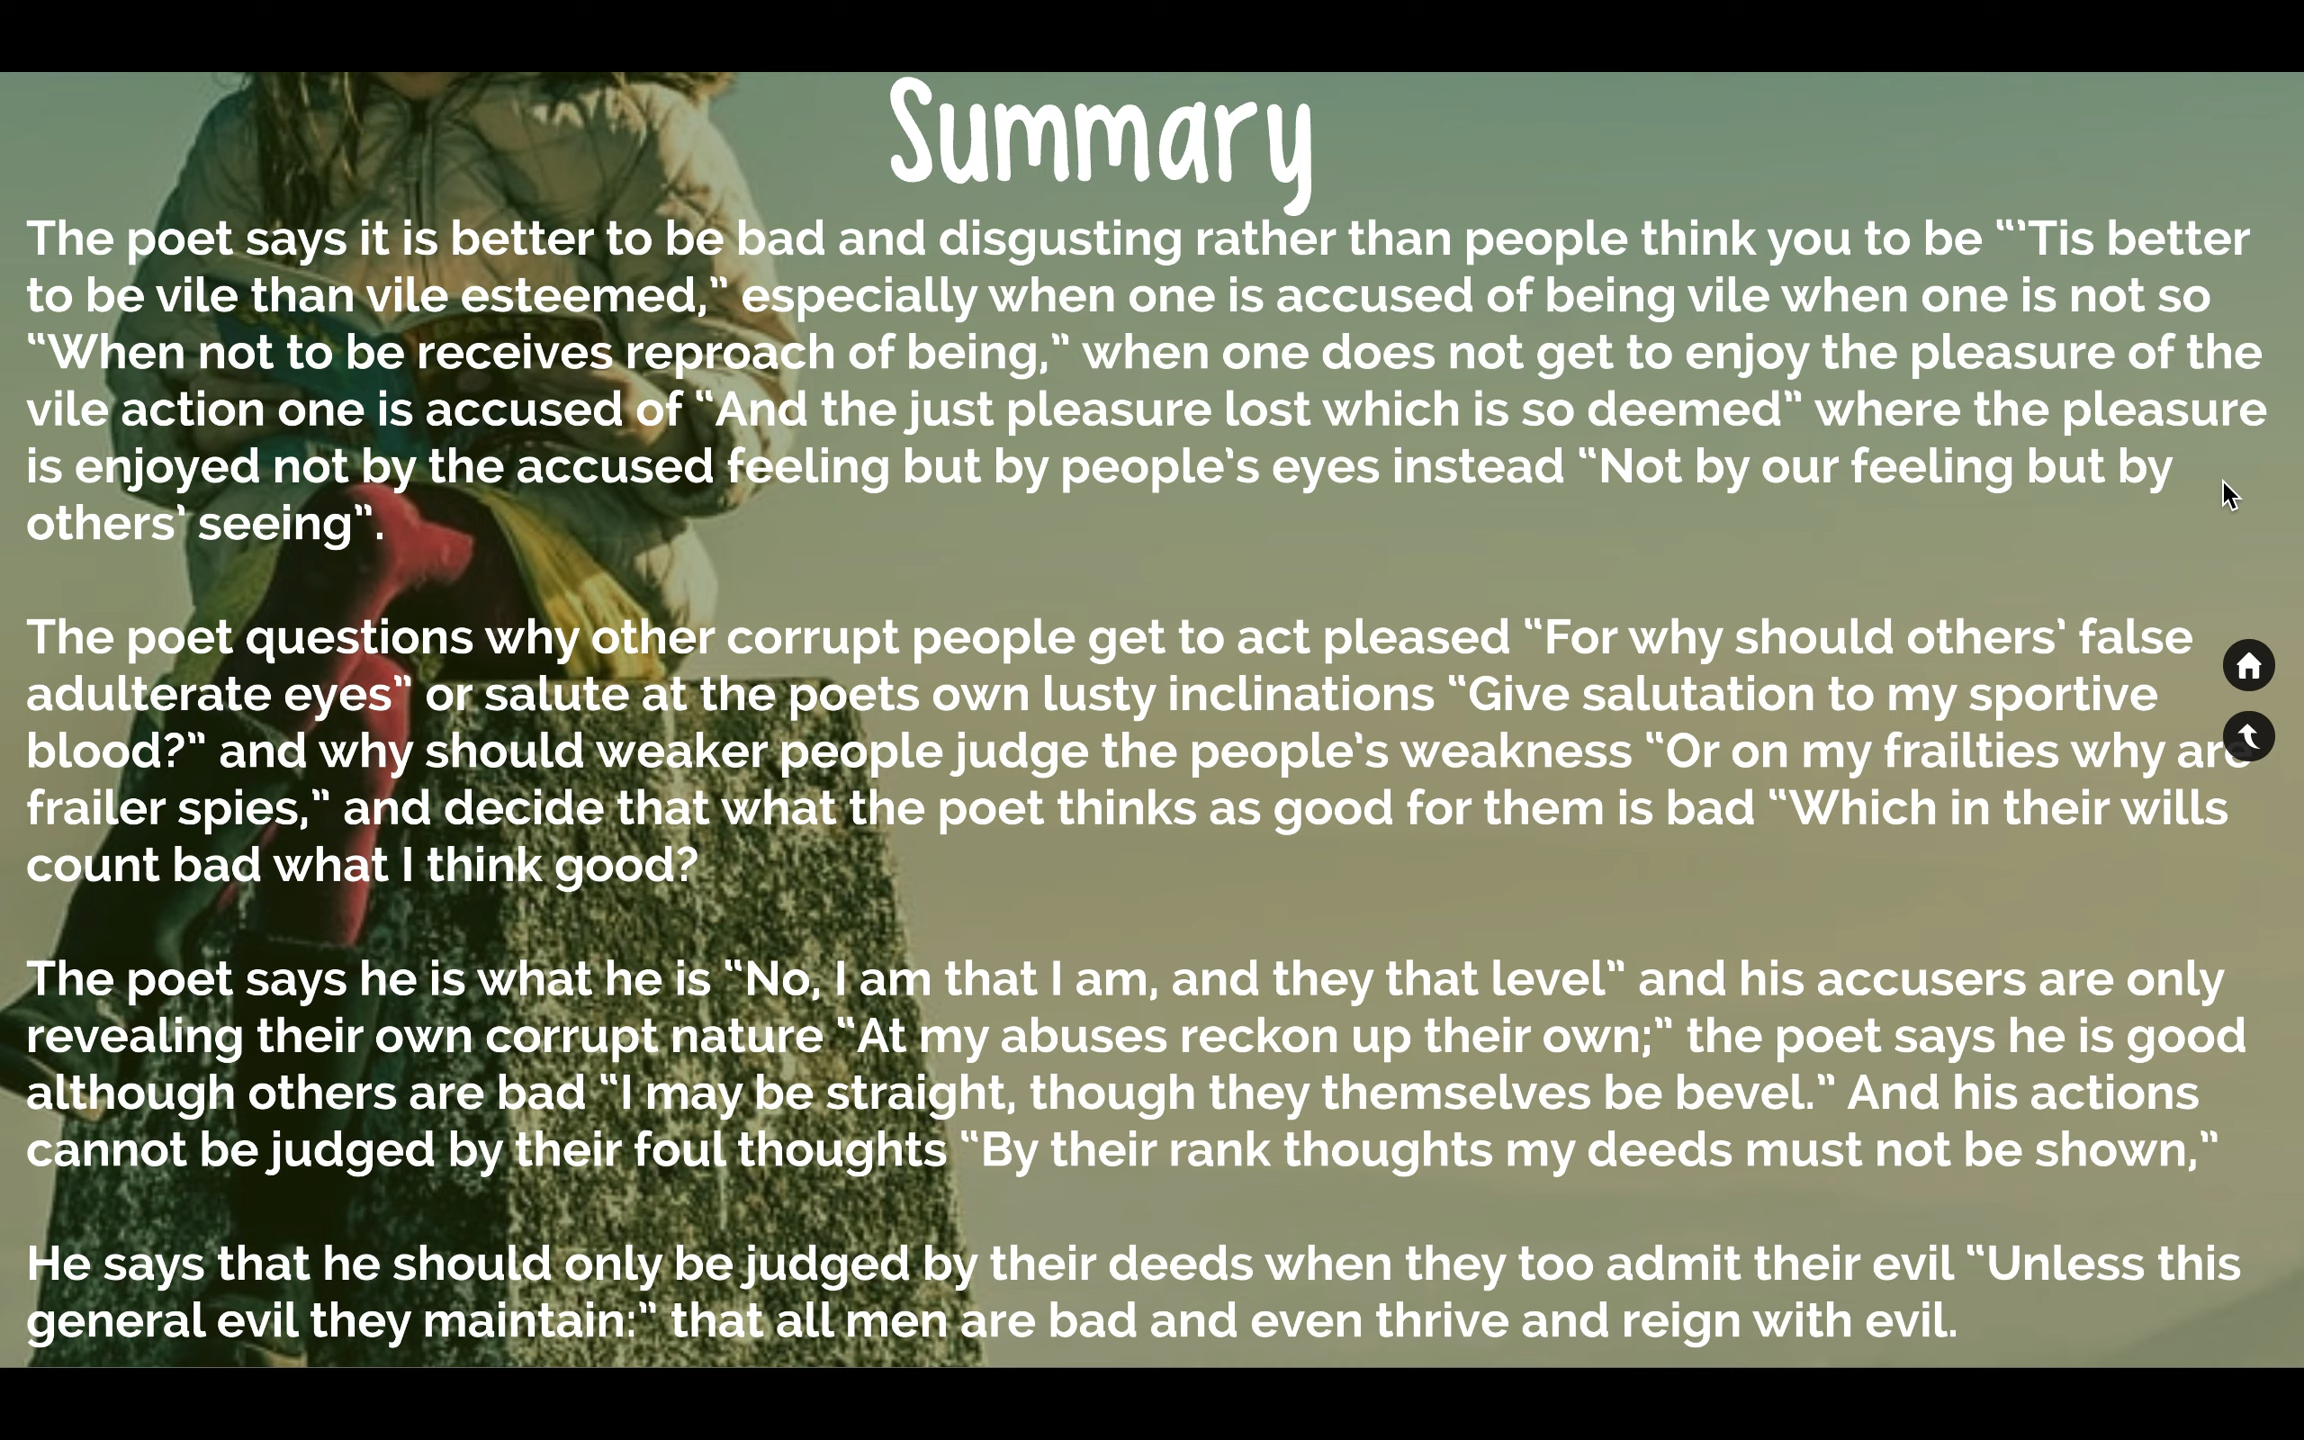 Summary
The poet says it is better to be bad and disgusting rather than people think you to be “'Tis better
to be vile than vile esteemed,” especially when one is accused of being vile when one is not so
“When not to be receives reproach of being,” when one does not get to enjoy the pleasure of the
vile action one is accused of “And the just pleasure lost which is so deemed” where the pleasure
is enjoyed not by the accused feeling but by people’s eyes instead “Not by our feeling but by
others’ seeing”.
The poet questions why other corrupt people get to act pleased “For why should others’ false
adulterate eyes” or salute at the poets own lusty inclinations “Give salutation to my sportive
blood?” and why should weaker people judge the people’s weakness “Or on my frailties why are
frailer spies,” and decide that what the poet thinks as good for them is bad “Which in their wills
count bad what I think good?
The poet says he is what he is “No, I am that I am, and they that level” and his accusers are only
revealing their own corrupt nature “At my abuses reckon up their own;” the poet says he is good
although others are bad “I may be straight, though they themselves be bevel.” And his actions
cannot be judged by their foul thoughts “By their rank thoughts my deeds must not be shown,”
He says that he should only be judged by their deeds when they too admit their evil “Unless this
general evil they maintain:” that all men are bad and even thrive and reign with evil.